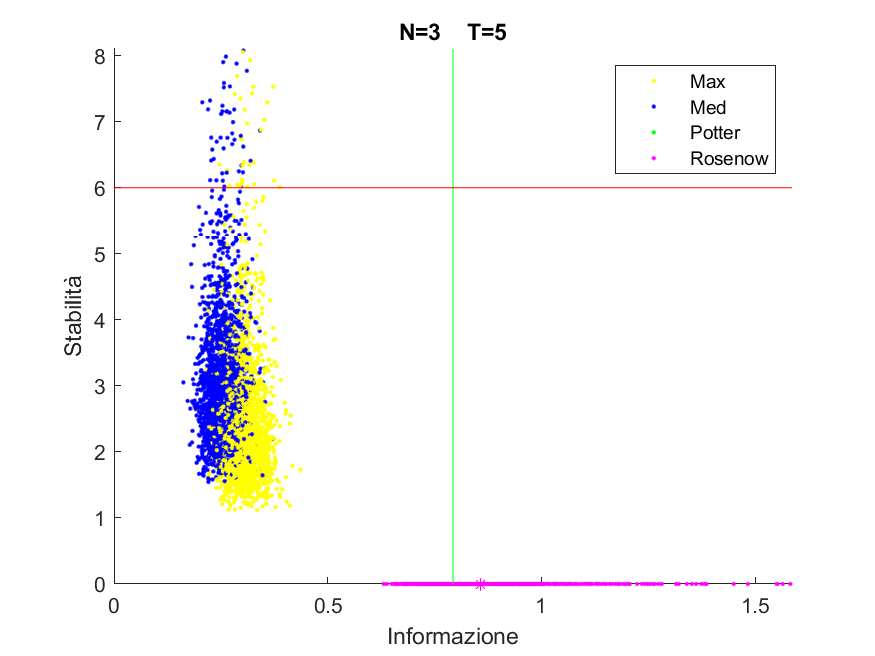 N=3 T=5
8
7
6
5
4
3
2
1
0
Stabilità
0 0.5 1 1.5
Informazione
Max
Med
Potter
Rosenow